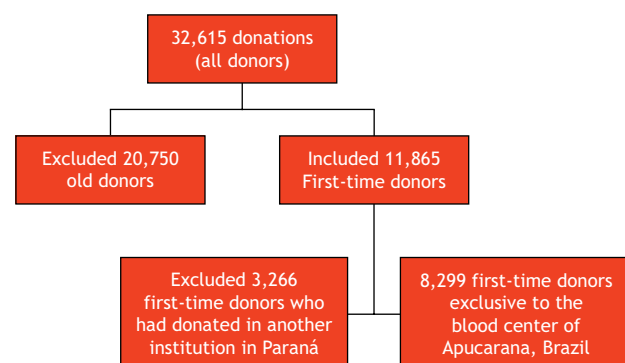 32,615 donations
(all donors)
Excluded 20,750
old donors
Included 11,865
First-time donors
Excluded 3,266
first-time donors who
had donated in another
institution in Paraná
8,299 first-time donors
exclusive to the
blood center of
Apucarana, Brazil